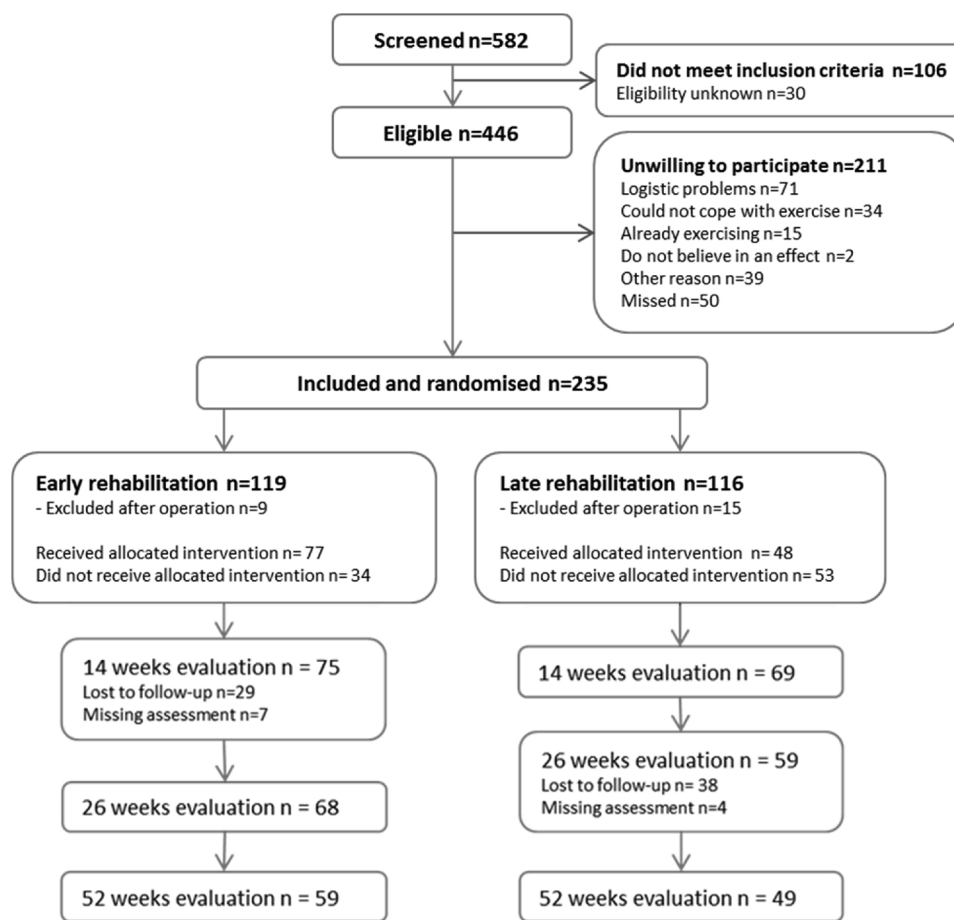 Screened n=582
Did not meet inclusion criteria n=106
Eligibility unknown n=30
Eligible n=446
Unwilling to participate n=211
Logistic problems n=71
Could not cope with exercise n=34
Already exercising n=15
Do not believe in an effect n=2
Other reason n=39
Missed n=50
Included and randomised n=235
Early rehabilitation n=119
- Excluded after operation n=9
Received allocated intervention n= 77
Did not receive allocated intervention n= 34
Late rehabilitation n=116
- Excluded after operation n=15
Received allocated intervention n= 48
Did not receive allocated intervention n= 53
14 weeks evaluation n = 75
Lost to follow-up n=29
Missing assessment n=7
14 weeks evaluation n = 69
26 weeks evaluation n = 68
26 weeks evaluation n = 59
Lost to follow-up n= 38
Missing assessment n=4
52 weeks evaluation n = 59
52 weeks evaluation n = 49